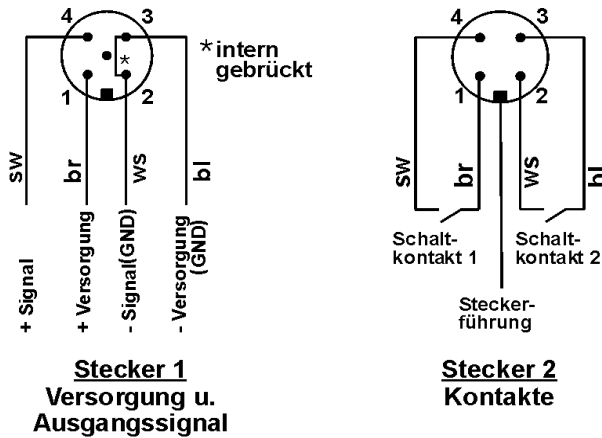 4 3
* intern
gebrückt
*
1 2
sw br ws bl
+ Signal
+ Versorgung
- Signal(GND)
- Versorgung
(GND)
Stecker 1
Versorgung u.
Ausgangssignal
4 3
1 2
sw br ws bl
Schalt-
kontakt 1
Schalt-
kontakt 2
Stecker-
führung
Stecker 2
Kontakte